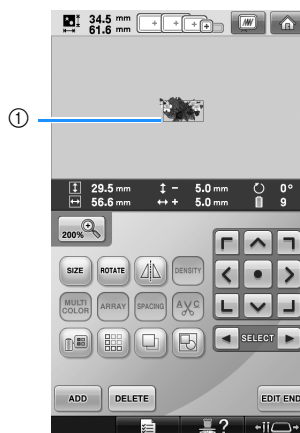 34.5 mm
61.6 mm
①
29.5 mm - 5.0 mm 0°
56.6 mm + 5.0 mm 9
200%
SIZE ROTATE DENSITY
MULTI COLOR ARRAY SPACING A C
SELECT
ADD DELETE EDIT END
?